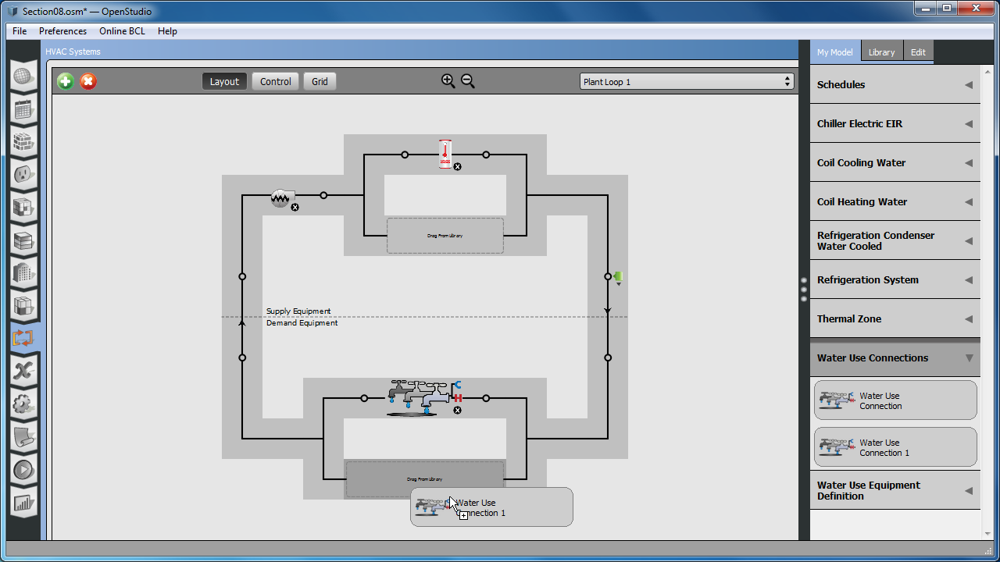 Section08.osm* — OpenStudio
File Preferences Online BCL Help
HVAC Systems
My Model Library Edit
Layout Control Grid
Plant Loop 1
Schedules
Chiller Electric EIR
Coil Cooling Water
Coil Heating Water
Refrigeration Condenser
Water Cooled
Refrigeration System
Thermal Zone
Water Use Connections
Water Use
Connection
Water Use
Connection 1
Water Use Equipment
Definition
Drag From Library
Supply Equipment
Demand Equipment
C
H
Drag From Library
Water Use
Connection 1